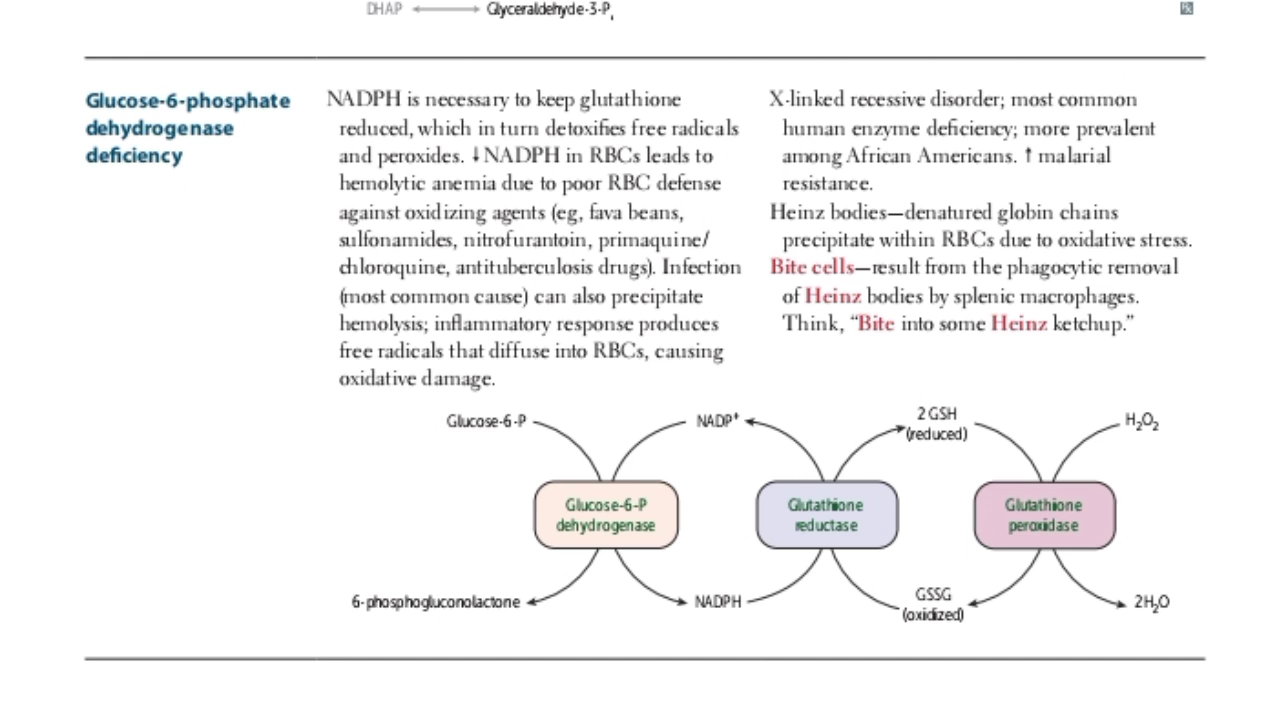 DHAP Glyceraldehyde-3-P
Glucose-6-phosphate
dehydrogenase
deficiency
NADPH is necessary to keep glutathione
reduced, which in turn detoxifies free radicals
and peroxides. ↓ NADPH in RBCs leads to
hemolytic anemia due to poor RBC defense
against oxidizing agents (eg, fava beans,
sulfonamides, nitrofurantoin, primaquine/
chloroquine, antituberculosis drugs). Infection
(most common cause) can also precipitate
hemolysis; inflammatory response produces
free radicals that diffuse into RBCs, causing
oxidative damage.
X-linked recessive disorder; most common
human enzyme deficiency; more prevalent
among African Americans. ↑ malarial
resistance.
Heinz bodies—denatured globin chains
precipitate within RBCs due to oxidative stress.
Bite cells—result from the phagocytic removal
of Heinz bodies by splenic macrophages.
Think, “Bite into some Heinz ketchup.”
Glucose-6-P
NADP⁺
2 GSH
(reduced)
H₂O₂
Glucose-6-P
dehydrogenase
Glutathione
reductase
Glutathione
peroxidase
6-phosphogluconolactone
NADPH
GSSG
(oxidized)
2H₂O